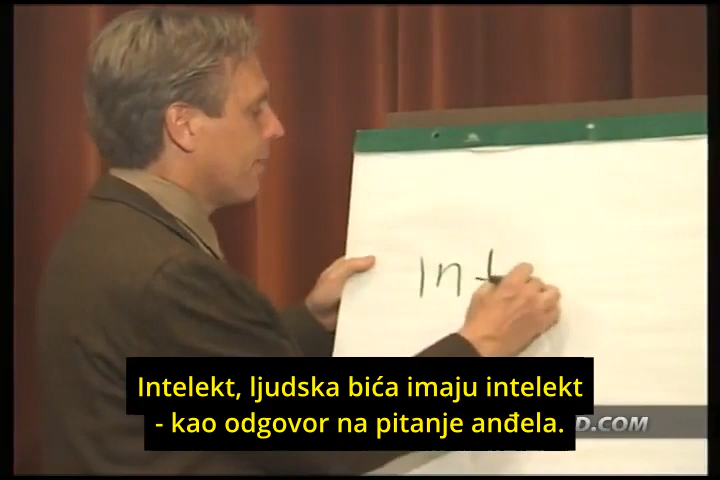 int
Intelekt, ljudska bića imaju intelekt
- kao odgovor na pitanje anđela.
D.COM